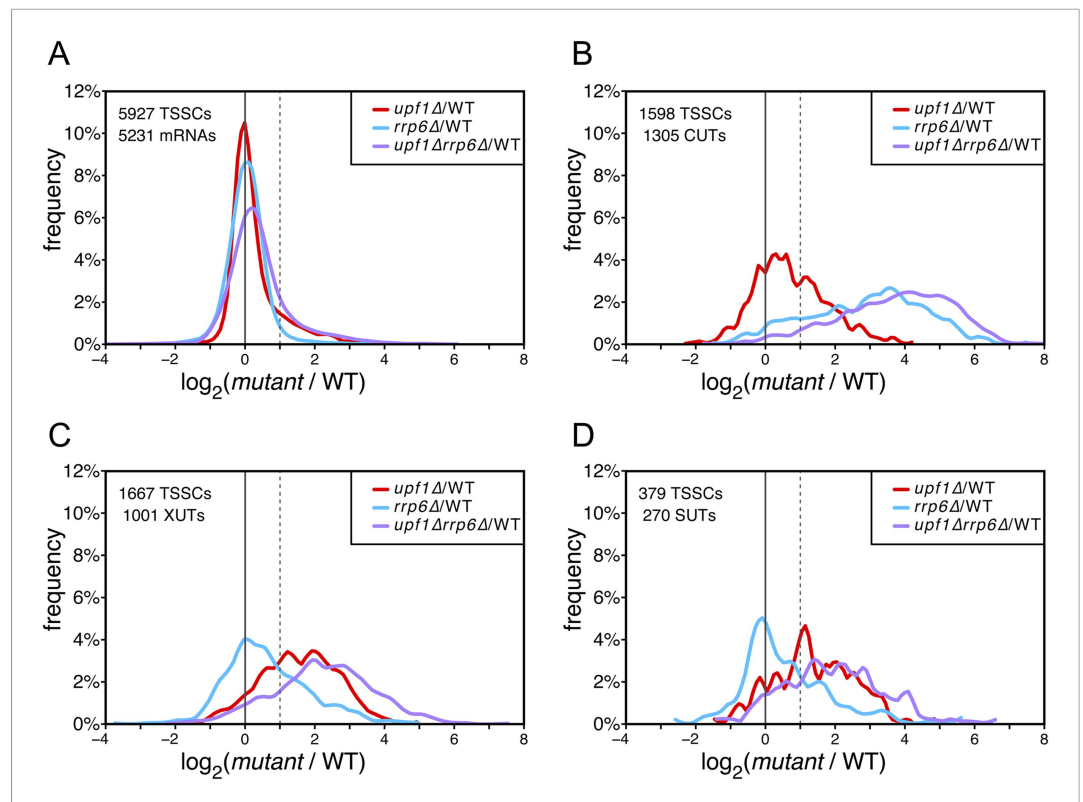 A
12%
10%
8%
6%
4%
2%
0%
frequency
5927 TSSCs
5231 mRNAs
upf1Δ/WT
rrp6Δ/WT
upf1Δrrp6Δ/WT
−4 −2 0 2 4 6 8
log2(mutant / WT)
B
12%
10%
8%
6%
4%
2%
0%
frequency
1598 TSSCs
1305 CUTs
upf1Δ/WT
rrp6Δ/WT
upf1Δrrp6Δ/WT
−4 −2 0 2 4 6 8
log2(mutant / WT)
C
12%
10%
8%
6%
4%
2%
0%
frequency
1667 TSSCs
1001 XUTs
upf1Δ/WT
rrp6Δ/WT
upf1Δrrp6Δ/WT
−4 −2 0 2 4 6 8
log2(mutant / WT)
D
12%
10%
8%
6%
4%
2%
0%
frequency
379 TSSCs
270 SUTs
upf1Δ/WT
rrp6Δ/WT
upf1Δrrp6Δ/WT
−4 −2 0 2 4 6 8
log2(mutant / WT)